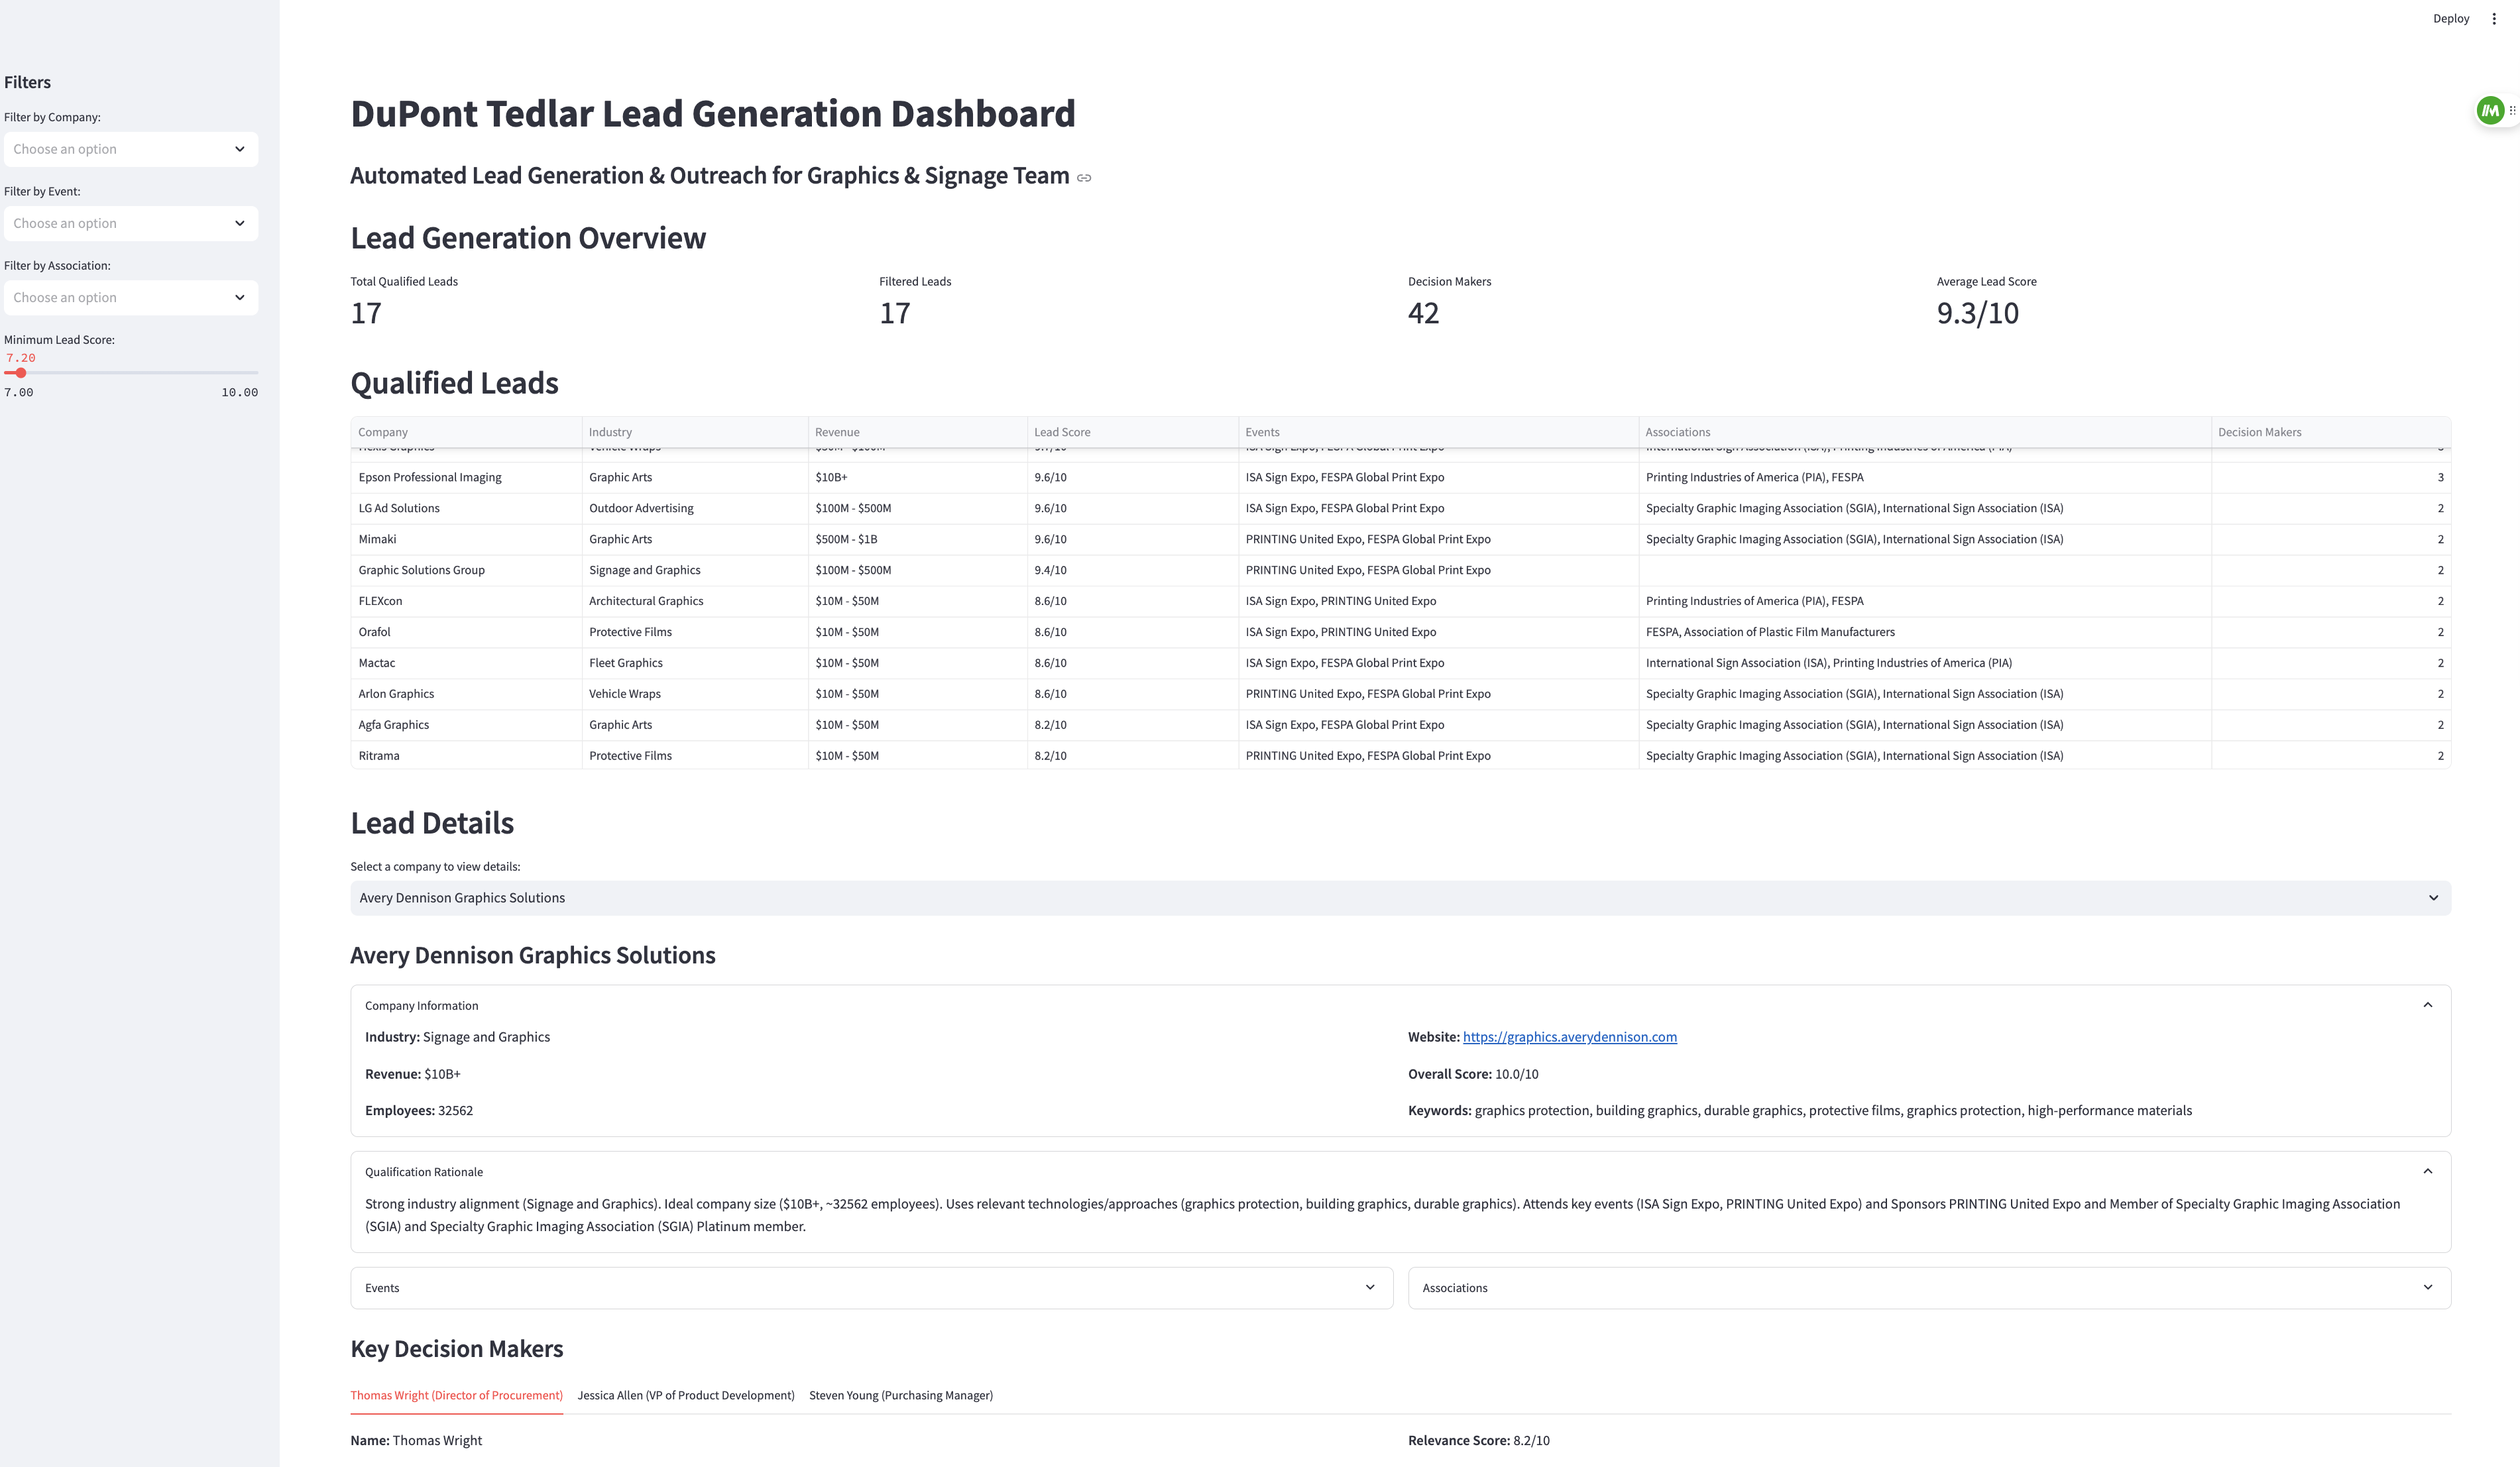 Deploy
Filters
Filter by Company:
Choose an option
Filter by Event:
Choose an option
Filter by Association:
Choose an option
Minimum Lead Score:
7.20
7.00 10.00
DuPont Tedlar Lead Generation Dashboard
Automated Lead Generation & Outreach for Graphics & Signage Team
Lead Generation Overview
Total Qualified Leads Filtered Leads Decision Makers Average Lead Score
17 17 42 9.3/10
Qualified Leads
Company Industry Revenue Lead Score Events Associations Decision Makers
Epson Professional Imaging Graphic Arts $10B+ 9.6/10 ISA Sign Expo, FESPA Global Print Expo Printing Industries of America (PIA), FESPA 3
LG Ad Solutions Outdoor Advertising $100M - $500M 9.6/10 ISA Sign Expo, FESPA Global Print Expo Specialty Graphic Imaging Association (SGIA), International Sign Association (ISA) 2
Mimaki Graphic Arts $500M - $1B 9.6/10 PRINTING United Expo, FESPA Global Print Expo Specialty Graphic Imaging Association (SGIA), International Sign Association (ISA) 2
Graphic Solutions Group Signage and Graphics $100M - $500M 9.4/10 PRINTING United Expo, FESPA Global Print Expo 2
FLEXcon Architectural Graphics $10M - $50M 8.6/10 ISA Sign Expo, PRINTING United Expo Printing Industries of America (PIA), FESPA 2
Orafol Protective Films $10M - $50M 8.6/10 ISA Sign Expo, PRINTING United Expo FESPA, Association of Plastic Film Manufacturers 2
Mactac Fleet Graphics $10M - $50M 8.6/10 ISA Sign Expo, FESPA Global Print Expo International Sign Association (ISA), Printing Industries of America (PIA) 2
Arlon Graphics Vehicle Wraps $10M - $50M 8.6/10 PRINTING United Expo, FESPA Global Print Expo Specialty Graphic Imaging Association (SGIA), International Sign Association (ISA) 2
Agfa Graphics Graphic Arts $10M - $50M 8.2/10 ISA Sign Expo, FESPA Global Print Expo Specialty Graphic Imaging Association (SGIA), International Sign Association (ISA) 2
Ritrama Protective Films $10M - $50M 8.2/10 PRINTING United Expo, FESPA Global Print Expo Specialty Graphic Imaging Association (SGIA), International Sign Association (ISA) 2
Lead Details
Select a company to view details:
Avery Dennison Graphics Solutions
Avery Dennison Graphics Solutions
Company Information
Industry: Signage and Graphics Website: https://graphics.averydennison.com
Revenue: $10B+ Overall Score: 10.0/10
Employees: 32562 Keywords: graphics protection, building graphics, durable graphics, protective films, graphics protection, high-performance materials
Qualification Rationale
Strong industry alignment (Signage and Graphics). Ideal company size ($10B+, ~32562 employees). Uses relevant technologies/approaches (graphics protection, building graphics, durable graphics). Attends key events (ISA Sign Expo, PRINTING United Expo) and Sponsors PRINTING United Expo and Member of Specialty Graphic Imaging Association
(SGIA) and Specialty Graphic Imaging Association (SGIA) Platinum member.
Events Associations
Key Decision Makers
Thomas Wright (Director of Procurement) Jessica Allen (VP of Product Development) Steven Young (Purchasing Manager)
Name: Thomas Wright Relevance Score: 8.2/10